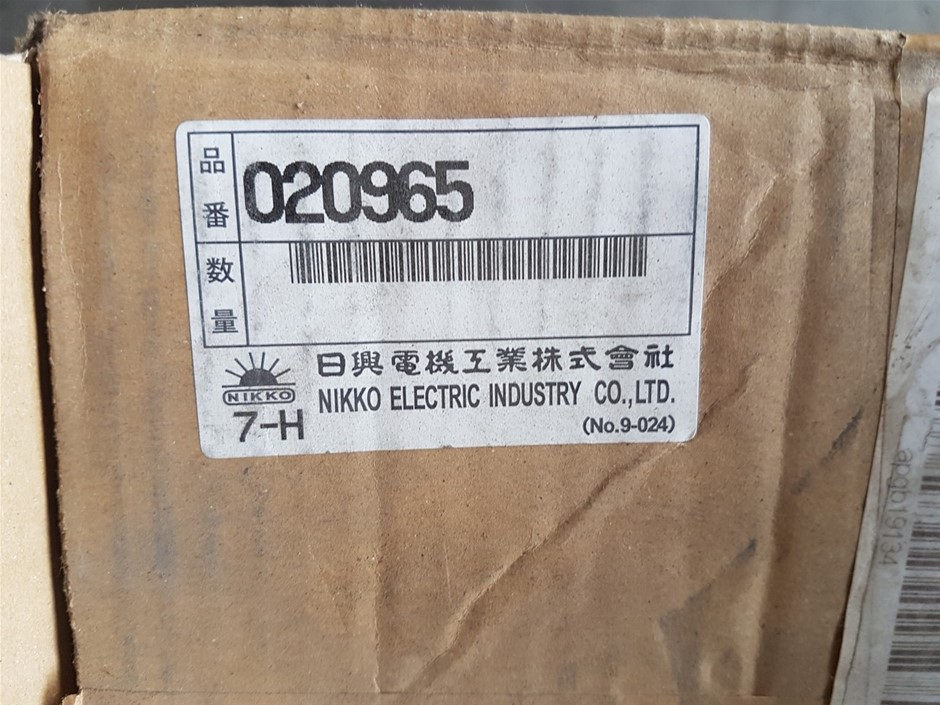 品番 020965
数量
日興電機工業株式會社
NIKKO
NIKKO ELECTRIC INDUSTRY CO.,LTD.
7-H
(No.9-024)
apgb19134